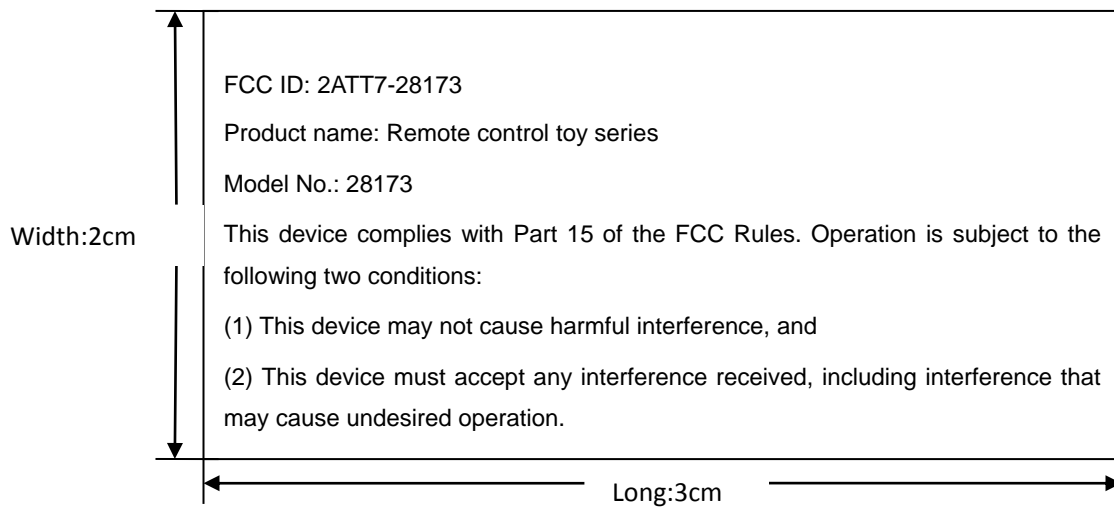 FCC ID: 2ATT7-28173
Product name: Remote control toy series
Model No.: 28173
Width:2cm
This device complies with Part 15 of the FCC Rules. Operation is subject to the
following two conditions:
(1) This device may not cause harmful interference, and
(2) This device must accept any interference received, including interference that
may cause undesired operation.
Long:3cm